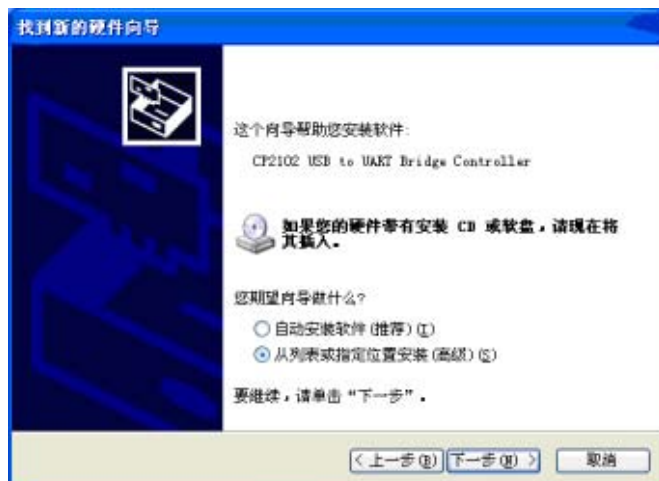 找到新的硬件向导
这个向导帮助您安装软件:
CP2102 USB to UART Bridge Controller
如果您的硬件带有安装 CD 或软盘，请现在将
其插入。
您期望向导做什么?
自动安装软件(推荐)(I)
从列表或指定位置安装(高级)(S)
要继续，请单击“下一步”。
<上一步(B) 下一步(N)> 取消